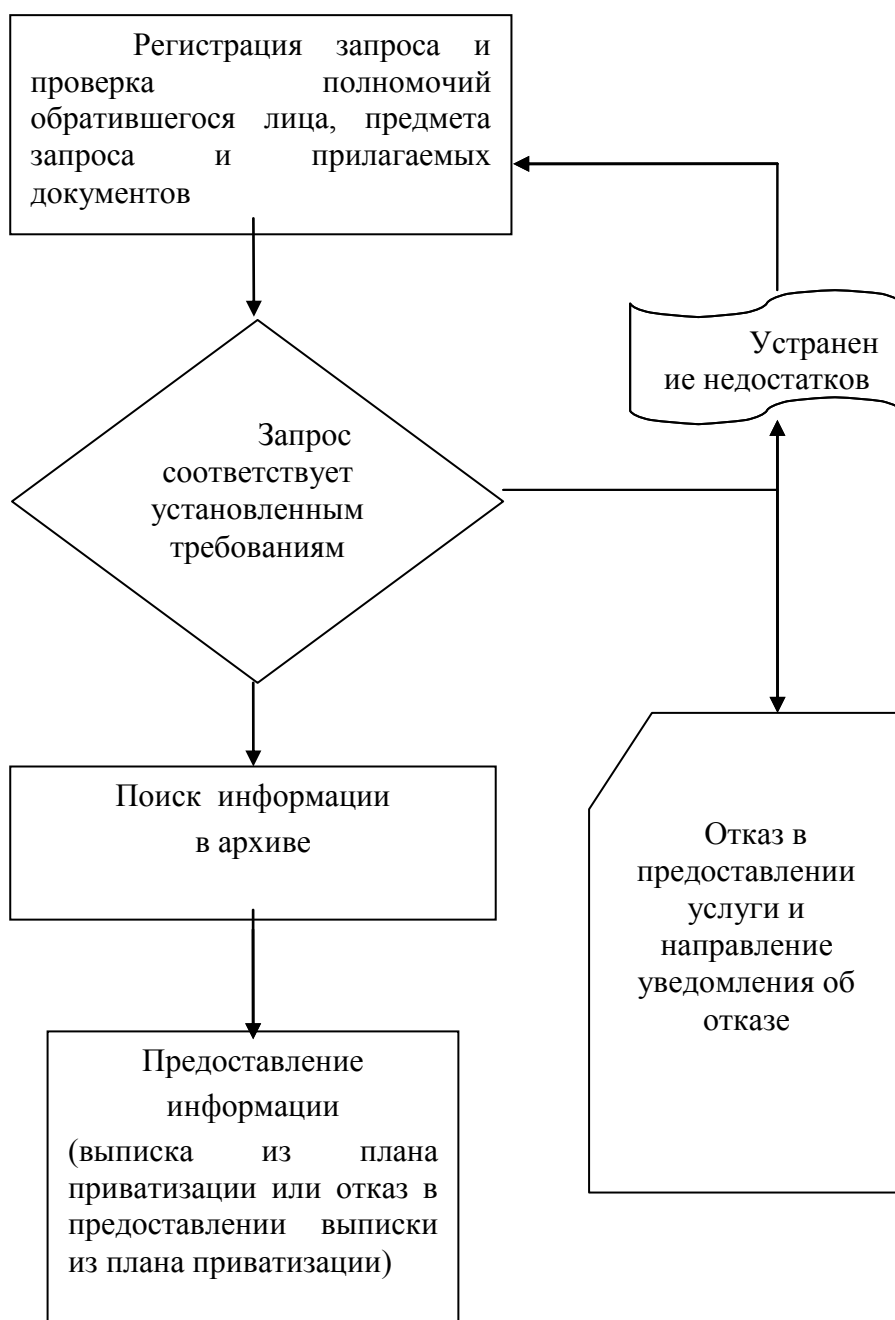 Регистрация запроса и
проверка полномочий
обратившегося лица, предмета
запроса и прилагаемых
документов
Устранен
ие недостатков
Запрос
соответствует
установленным
требованиям
Поиск информации
в архиве
Отказ в
предоставлении
услуги и
направление
уведомления об
отказе
Предоставление
информации
(выписка из плана
приватизации или отказ в
предоставлении выписки
из плана приватизации)